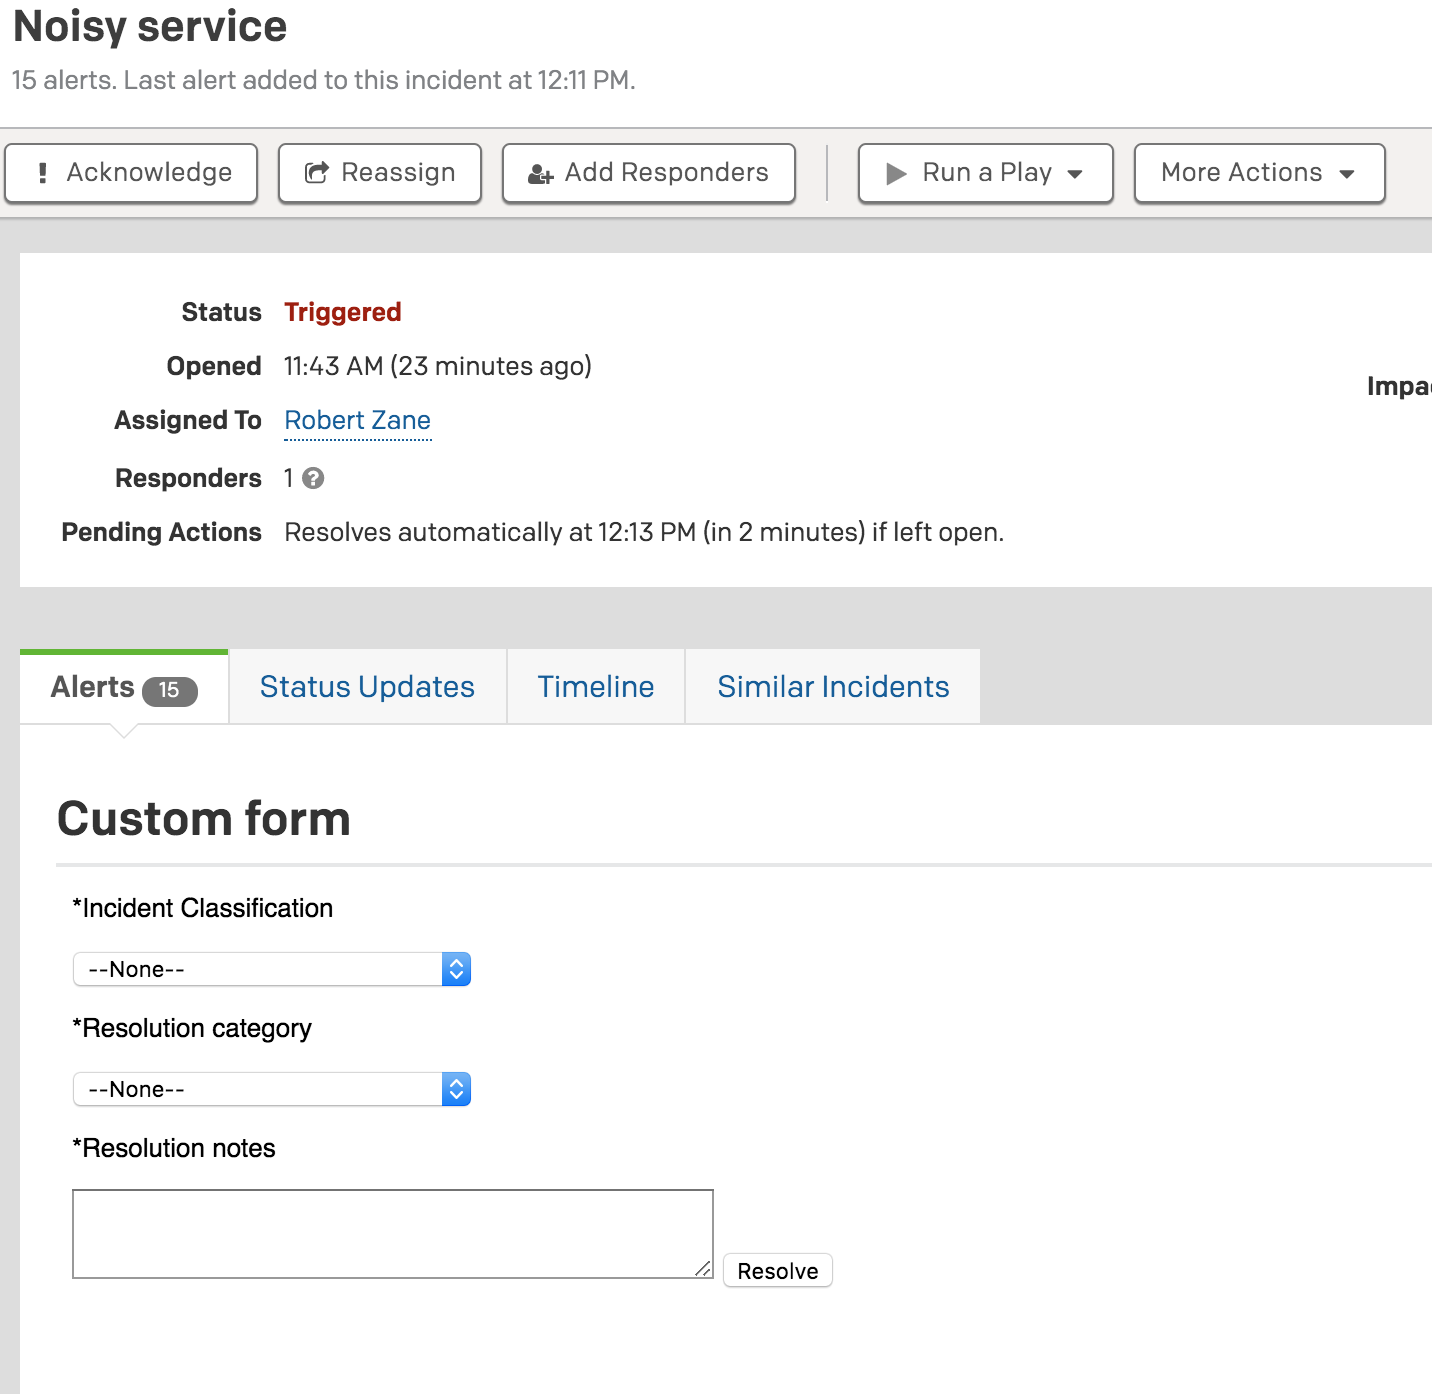 Noisy service
15 alerts. Last alert added to this incident at 12:11 PM.
Acknowledge Reassign Add Responders Run a Play More Actions
Status Triggered
Opened 11:43 AM (23 minutes ago)
Impa
Assigned To Robert Zane
Responders 1
Pending Actions Resolves automatically at 12:13 PM (in 2 minutes) if left open.
Alerts 15 Status Updates Timeline Similar Incidents
Custom form
*Incident Classification
--None--
*Resolution category
--None--
*Resolution notes
Resolve